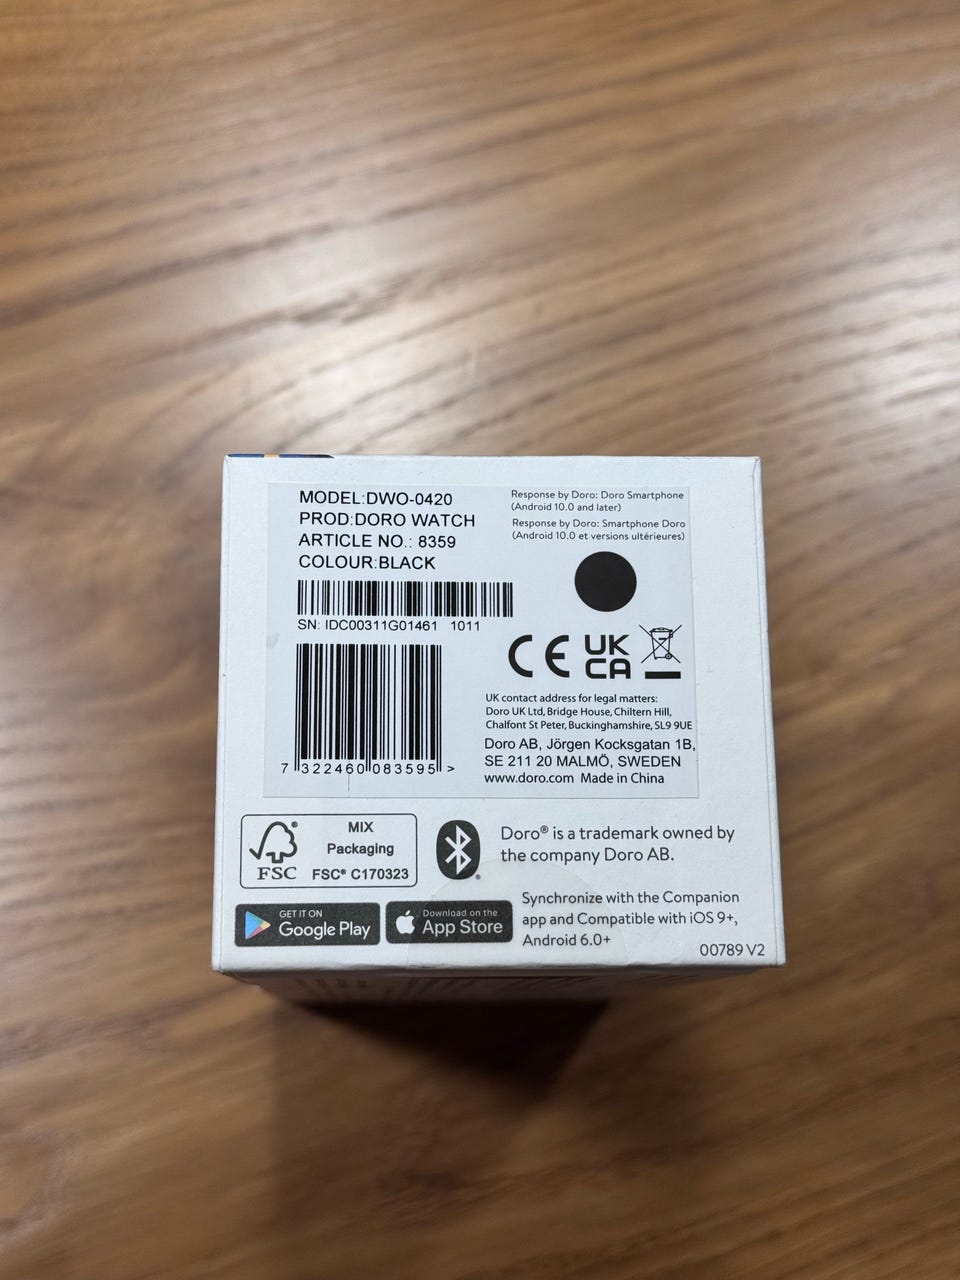 MODEL:DWO-0420
PROD:DORO WATCH
ARTICLE NO.: 8359
COLOUR:BLACK
SN: IDC00311G01461 1011
7 322460 083595 >
Response by Doro: Doro Smartphone
(Android 10.0 and later)
Response by Doro: Smartphone Doro
(Android 10.0 et versions ultérieures)
CE
UK
CA
UK contact address for legal matters:
Doro UK Ltd, Bridge House, Chiltern Hill,
Chalfont St Peter, Buckinghamshire, SL9 9UE
Doro AB, Jörgen Kocksgatan 1B,
SE 211 20 MALMÖ, SWEDEN
www.doro.com Made in China
FSC
MIX
Packaging
FSC® C170323
Doro® is a trademark owned by
the company Doro AB.
GET IT ON
Google Play
Download on the
App Store
Synchronize with the Companion
app and Compatible with iOS 9+,
Android 6.0+
00789 V2